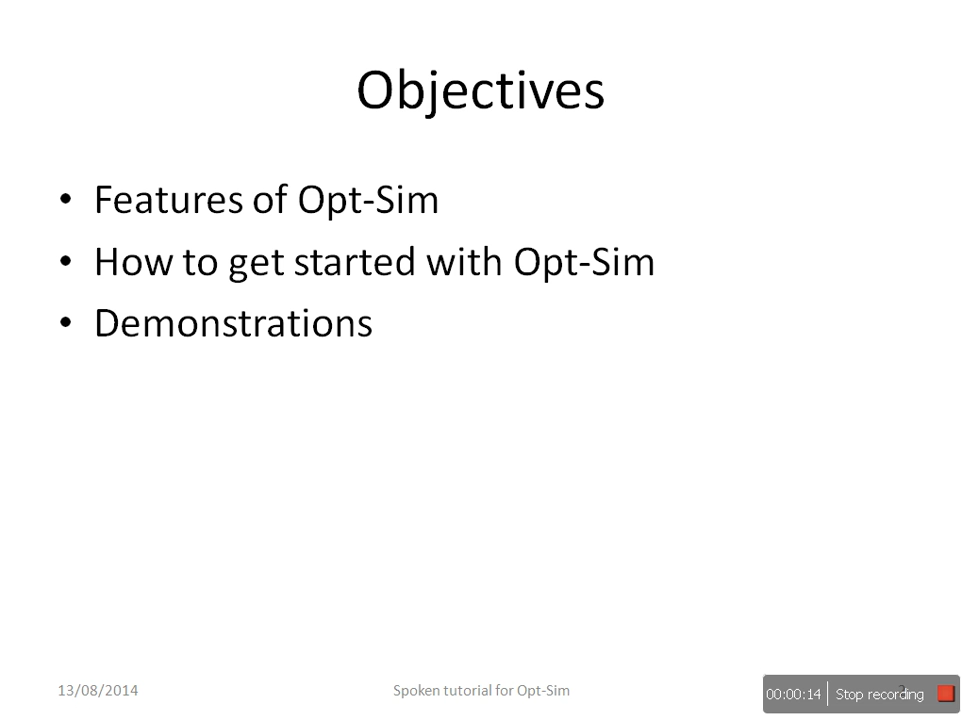 Objectives
• Features of Opt-Sim
• How to get started with Opt-Sim
• Demonstrations
13/08/2014
Spoken tutorial for Opt-Sim
00:00:14 Stop recording